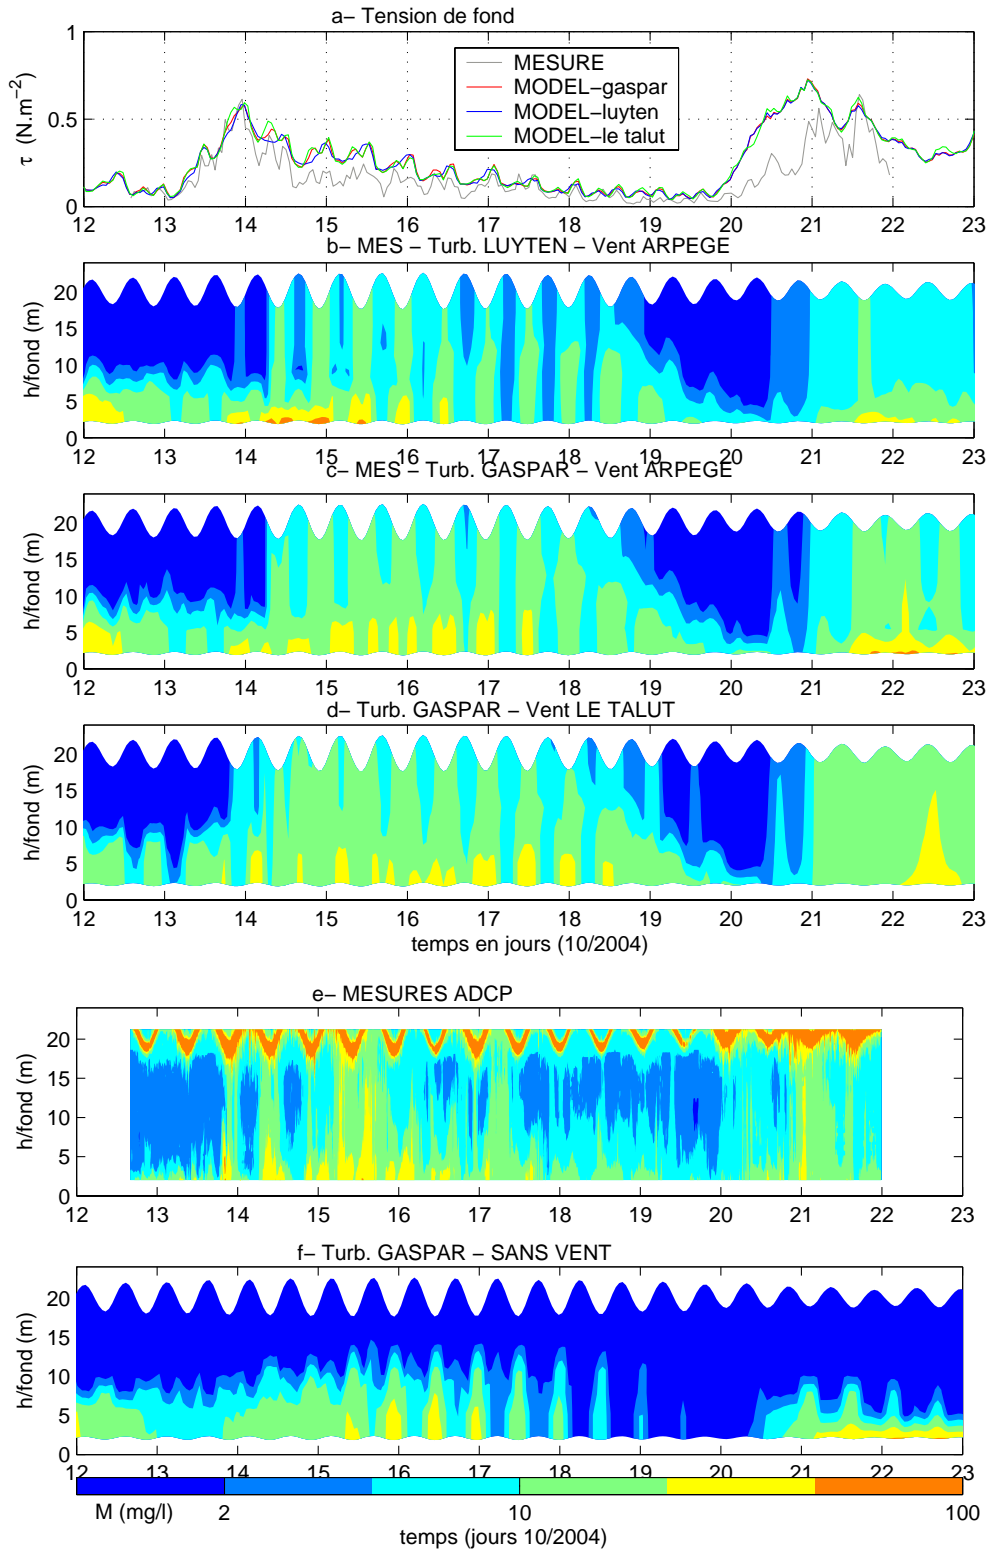 a– Tension de fond
1
0.5
0
τ (N.m−2)
MESURE
MODEL–gaspar
MODEL–luyten
MODEL–le talut
12 13 14 15 16 17 18 19 20 21 22 23
b– MES – Turb. LUYTEN – Vent ARPEGE
20
15
10
5
0
h/fond (m)
12 13 14 15 16 17 18 19 20 21 22 23
c– MES – Turb. GASPAR – Vent ARPEGE
20
15
10
5
0
h/fond (m)
12 13 14 15 16 17 18 19 20 21 22 23
d– Turb. GASPAR – Vent LE TALUT
20
15
10
5
0
h/fond (m)
12 13 14 15 16 17 18 19 20 21 22 23
temps en jours (10/2004)
e– MESURES ADCP
20
15
10
5
0
h/fond (m)
12 13 14 15 16 17 18 19 20 21 22 23
f– Turb. GASPAR – SANS VENT
20
15
10
5
0
h/fond (m)
12 13 14 15 16 17 18 19 20 21 22 23
M (mg/l) 2 10 100
temps (jours 10/2004)